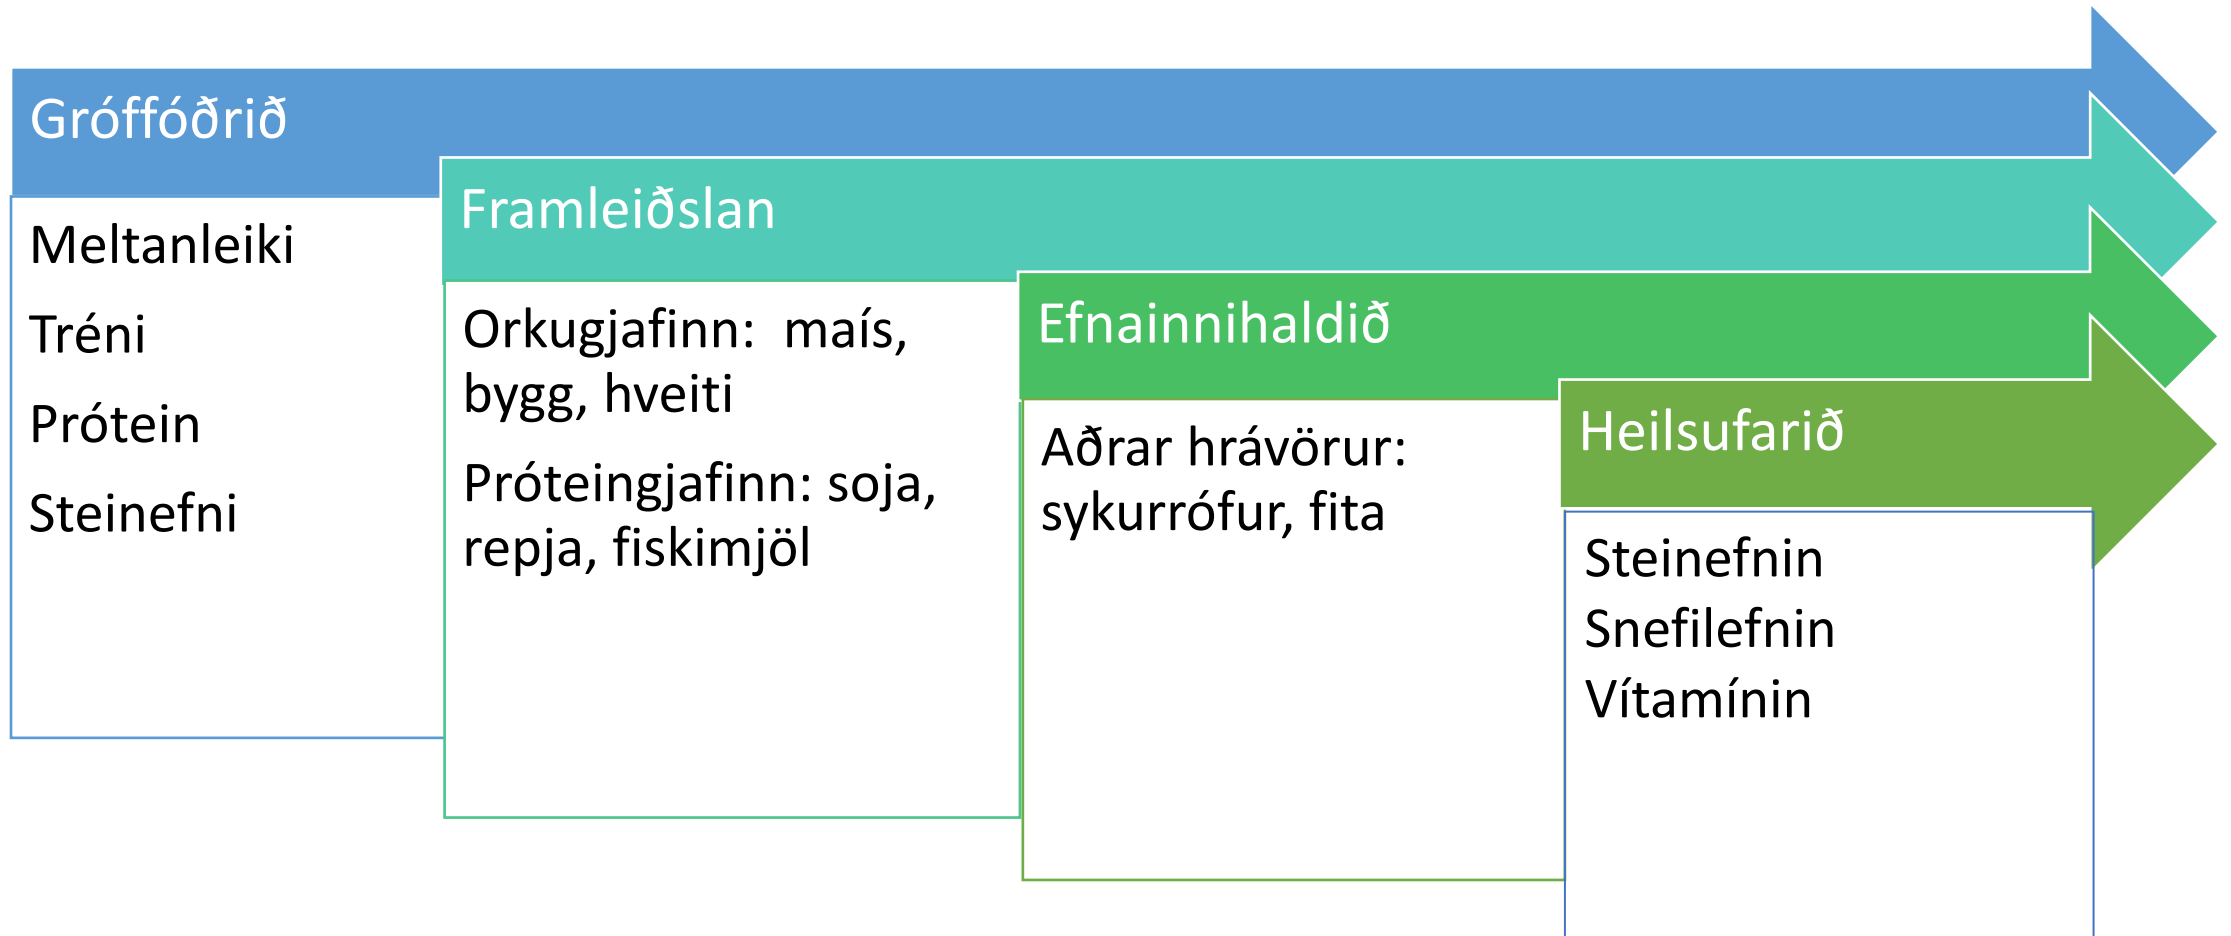 Gróffóðrið
Meltanleiki
Tréni
Prótein
Steinefni
Framleiðslan
Orkugjafinn:  maís,
bygg, hveiti
Próteingjafinn: soja,
repja, fiskimjöl
Efnainnihaldið
Aðrar hrávörur:
sykurrófur, fita
Heilsufarið
Steinefnin
Snefilefnin
Vítamínin